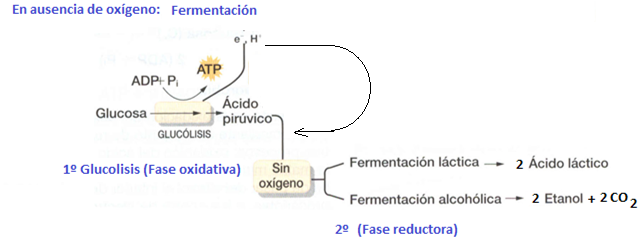 En ausencia de oxígeno: Fermentación
e⁻, H⁺
ATP
ADP+ Pi
Glucosa
GLUCÓLISIS
Ácido
pirúvico
1º Glucolisis (Fase oxidativa)
Sin
oxígeno
Fermentación láctica
2 Ácido láctico
Fermentación alcohólica
2 Etanol + 2 CO2
2º (Fase reductora)